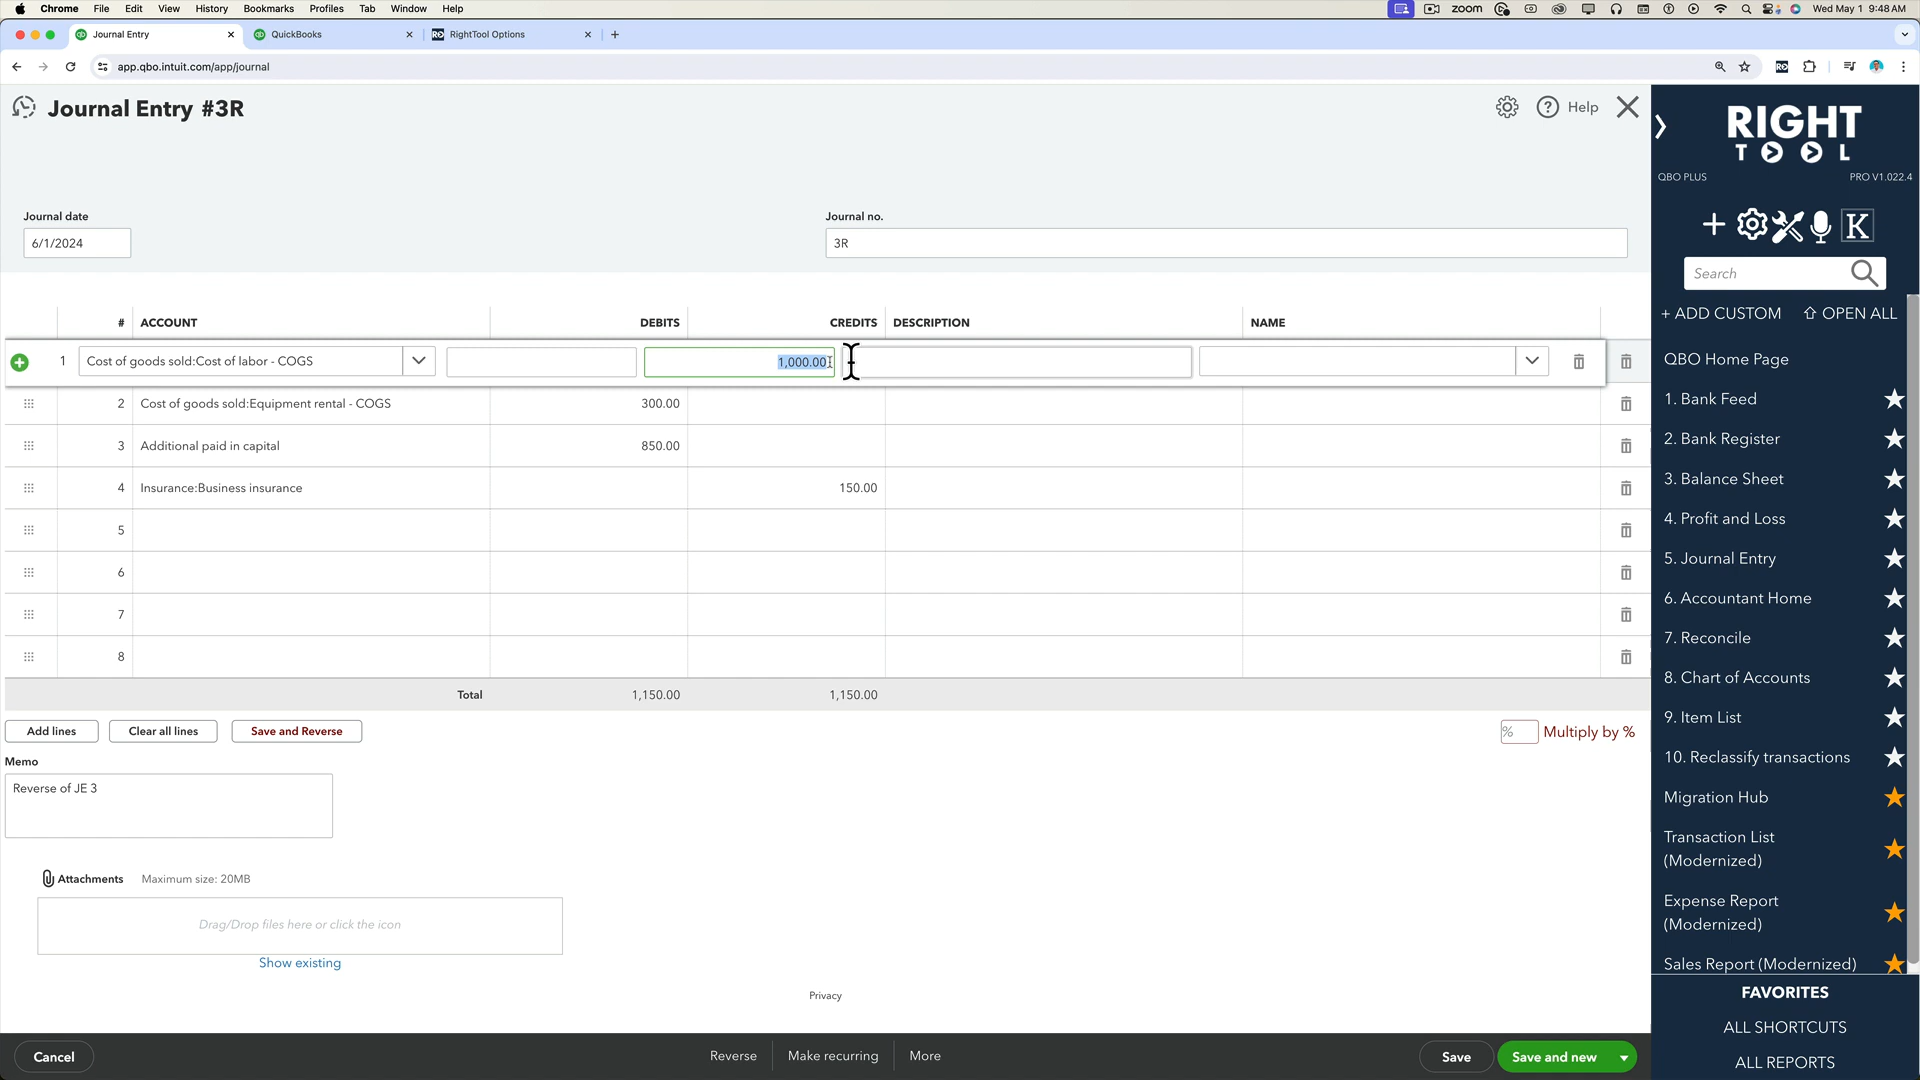 Chrome File Edit View History Bookmarks Profiles Tab Window Help zoom Wed May 1 9:48 AM
Journal Entry QuickBooks RightTool Options
app.qbo.intuit.com/app/journal
Journal Entry #3R Help
RIGHT
TOOL
QBO PLUS PRO V1.022.4
Journal date Journal no.
6/1/2024 3R
Search
+ ADD CUSTOM OPEN ALL
# ACCOUNT DEBITS CREDITS DESCRIPTION NAME
1 Cost of goods sold:Cost of labor - COGS 1,000.00
2 Cost of goods sold:Equipment rental - COGS 300.00
3 Additional paid in capital 850.00
4 Insurance:Business insurance 150.00
5
6
7
8
Total 1,150.00 1,150.00
Add lines Clear all lines Save and Reverse % Multiply by %
Memo
Reverse of JE 3
Attachments Maximum size: 20MB
Drag/Drop files here or click the icon
Show existing
Privacy
QBO Home Page
1. Bank Feed
2. Bank Register
3. Balance Sheet
4. Profit and Loss
5. Journal Entry
6. Accountant Home
7. Reconcile
8. Chart of Accounts
9. Item List
10. Reclassify transactions
Migration Hub
Transaction List
(Modernized)
Expense Report
(Modernized)
Sales Report (Modernized)
FAVORITES
ALL SHORTCUTS
ALL REPORTS
Cancel Reverse Make recurring More Save Save and new